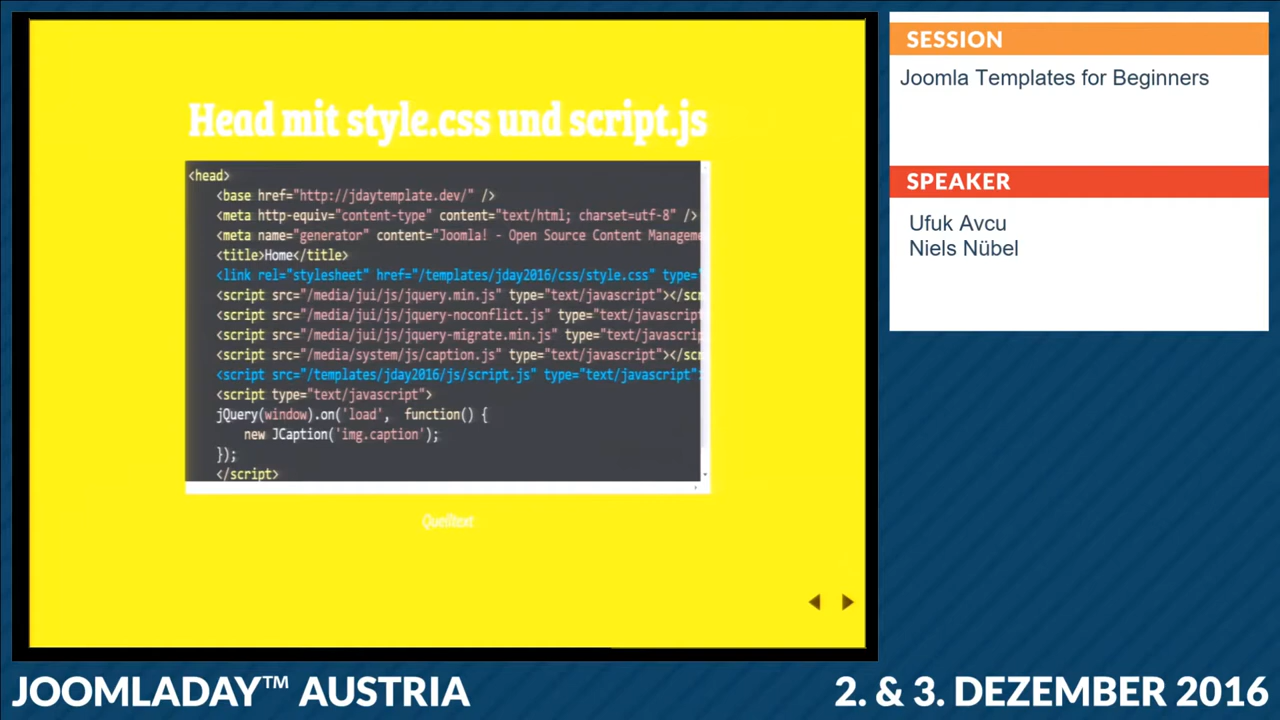 Head mit style.css und script.js
<head>
<base href="http://jdaytemplate.dev/" />
<meta http-equiv="content-type" content="text/html; charset=utf-8" />
<meta name="generator" content="Joomla! - Open Source Content Manageme
<title>Home</title>
<link rel="stylesheet" href="/templates/jday2016/css/style.css" type="
<script src="/media/jui/js/jquery.min.js" type="text/javascript"></scr
<script src="/media/jui/js/jquery-noconflict.js" type="text/javascript
<script src="/media/jui/js/jquery-migrate.min.js" type="text/javascrip
<script src="/media/system/js/caption.js" type="text/javascript"></scr
<script src="/templates/jday2016/js/script.js" type="text/javascript"
<script type="text/javascript">
jQuery(window).on('load', function() {
new JCaption('img.caption');
});
</script>
Quelltext
SESSION
Joomla Templates for Beginners
SPEAKER
Ufuk Avcu
Niels Nübel
JOOMLADAY™ AUSTRIA
2. & 3. DEZEMBER 2016